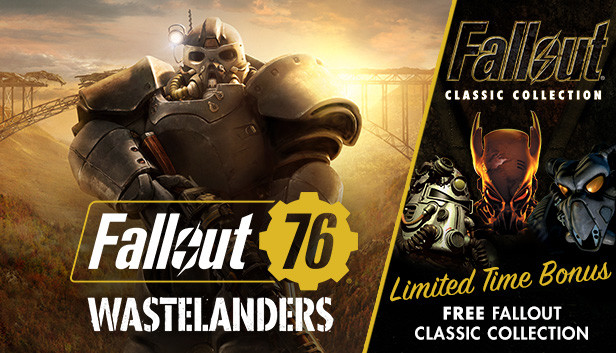 Fallout 76
WASTELANDERS
Fallout
CLASSIC COLLECTION
Limited Time Bonus
FREE FALLOUT
CLASSIC COLLECTION